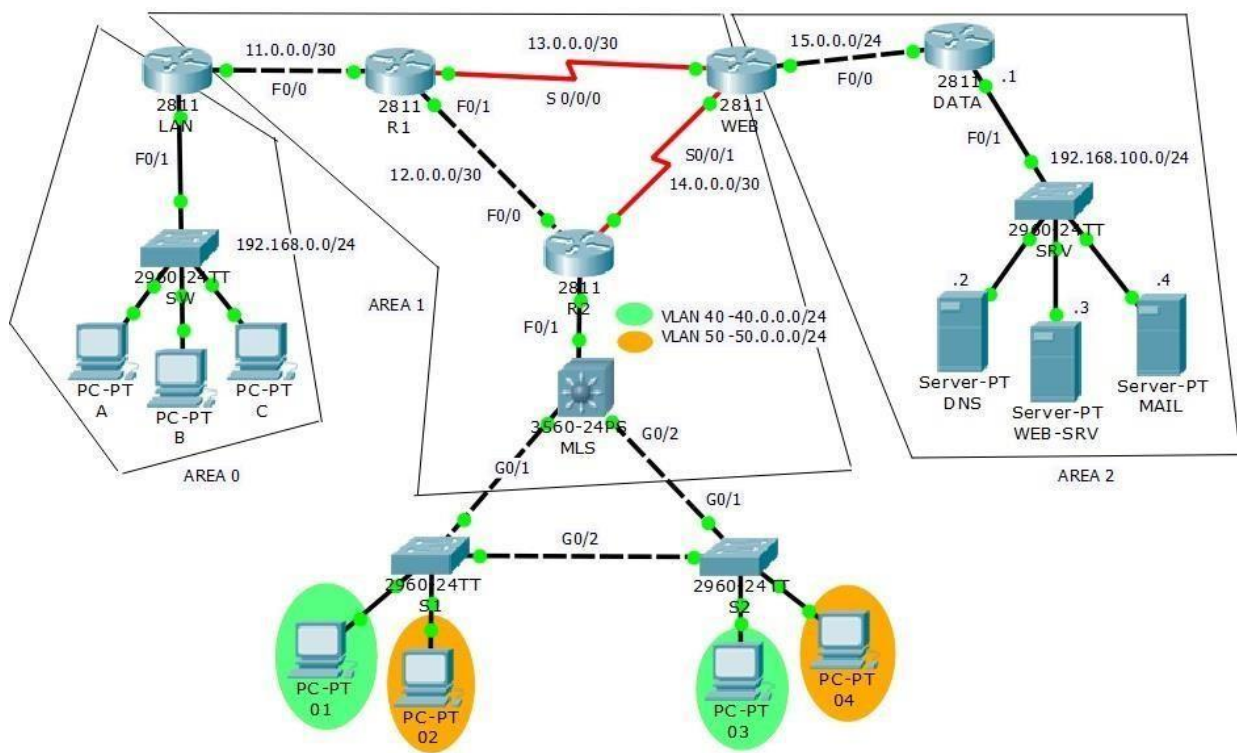 11.0.0.0/30
13.0.0.0/30
15.0.0.0/24
F0/0
S 0/0/0
F0/0
2811
LAN
2811
R1
F0/1
2811
WEB
2811
DATA
.1
F0/1
S0/0/1
F0/1
12.0.0.0/30
14.0.0.0/30
192.168.100.0/24
F0/0
192.168.0.0/24
2960-24TT
SW
2960-24TT
SRV
AREA 1
2811
R2
.2
.3
.4
F0/1
VLAN 40 -40.0.0.0/24
VLAN 50 -50.0.0.0/24
PC-PT
A
PC-PT
B
PC-PT
C
Server-PT
DNS
Server-PT
WEB-SRV
Server-PT
MAIL
3560-24PS
MLS
AREA 0
AREA 2
G0/1
G0/2
G0/1
G0/2
2960-24TT
S1
2960-24TT
S2
PC-PT
01
PC-PT
02
PC-PT
03
PC-PT
04